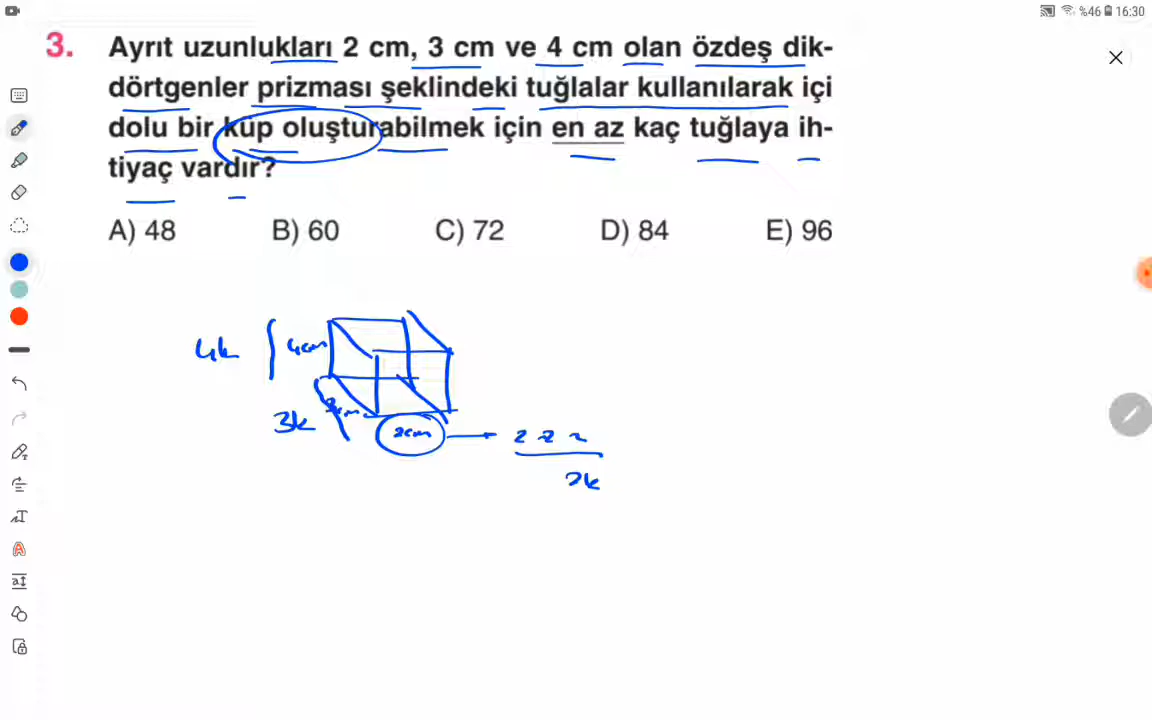 %46 16:30
3. Ayrıt uzunlukları 2 cm, 3 cm ve 4 cm olan özdeş dik-
dörtgenler prizması şeklindeki tuğlalar kullanılarak içi
dolu bir küp oluşturabilmek için en az kaç tuğlaya ih-
tiyaç vardır?
A) 48 B) 60 C) 72 D) 84 E) 96
4k 4cm
3k 3cm
2cm 2 2 2
2k